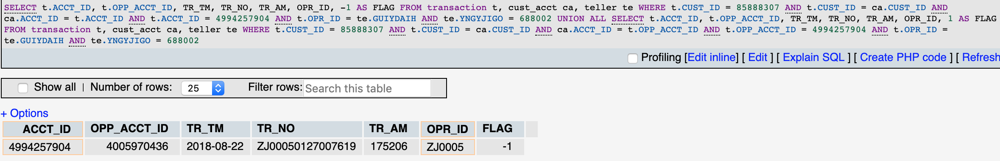 SELECT t.ACCT_ID, t.OPP_ACCT_ID, TR_TM, TR_NO, TR_AM, OPR_ID, -1 AS FLAG FROM transaction t, cust_acct ca, teller te WHERE t.CUST_ID = 85888307 AND t.CUST_ID = ca.CUST_ID AND
ca.ACCT_ID = t.ACCT_ID AND t.ACCT_ID = 4994257904 AND t.OPR_ID = te.GUIYDAIH AND te.YNGYJIGO = 688002 UNION ALL SELECT t.ACCT_ID, t.OPP_ACCT_ID, TR_TM, TR_NO, TR_AM, OPR_ID, 1 AS FLAG
FROM transaction t, cust_acct ca, teller te WHERE t.CUST_ID = 85888307 AND t.CUST_ID = ca.CUST_ID AND ca.ACCT_ID = t.OPP_ACCT_ID AND t.OPP_ACCT_ID = 4994257904 AND t.OPR_ID =
te.GUIYDAIH AND te.YNGYJIGO = 688002
Profiling [Edit inline] [ Edit ] [ Explain SQL ] [ Create PHP code ] [ Refresh
Show all | Number of rows: 25 Filter rows: Search this table
+ Options
ACCT_ID OPP_ACCT_ID TR_TM TR_NO TR_AM OPR_ID FLAG
4994257904 4005970436 2018-08-22 ZJ00050127007619 175206 ZJ0005 -1